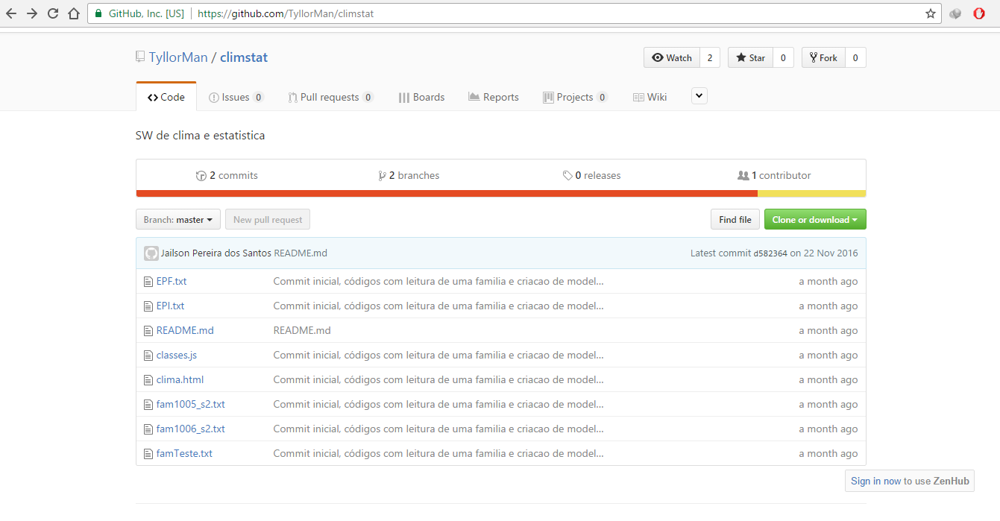 GitHub, Inc. [US] https://github.com/TyllorMan/climstat
TyllorMan / climstat
Watch 2 Star 0 Fork 0
Code Issues 0 Pull requests 0 Boards Reports Projects 0 Wiki
SW de clima e estatistica
2 commits 2 branches 0 releases 1 contributor
Branch: master New pull request Find file Clone or download
Jailson Pereira dos Santos README.md Latest commit d582364 on 22 Nov 2016
EPF.txt Commit inicial, códigos com leitura de uma familia e criacao de model... a month ago
EPI.txt Commit inicial, códigos com leitura de uma familia e criacao de model... a month ago
README.md README.md a month ago
classes.js Commit inicial, códigos com leitura de uma familia e criacao de model... a month ago
clima.html Commit inicial, códigos com leitura de uma familia e criacao de model... a month ago
fam1005_s2.txt Commit inicial, códigos com leitura de uma familia e criacao de model... a month ago
fam1006_s2.txt Commit inicial, códigos com leitura de uma familia e criacao de model... a month ago
famTeste.txt Commit inicial, códigos com leitura de uma familia e criacao de model... a month ago
Sign in now to use ZenHub